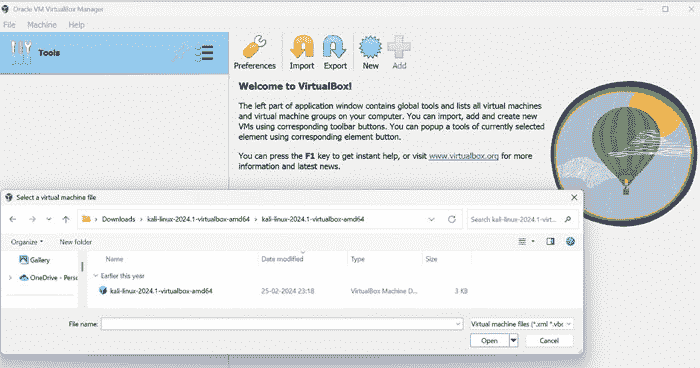 Oracle VM VirtualBox Manager
File Machine Help
Tools
Preferences Import Export New Add
Welcome to VirtualBox!
The left part of application window contains global tools and lists all virtual machines
and virtual machine groups on your computer. You can import, add and create new
VMs using corresponding toolbar buttons. You can popup a tools of currently selected
element using corresponding element button.
You can press the F1 key to get instant help, or visit www.virtualbox.org for more
information and latest news.
Select a virtual machine file
Downloads > kali-linux-2024.1-virtualbox-amd64 > kali-linux-2024.1-virtualbox-amd64
Search kali-linux-2024.1-virt...
Organize New folder
Name Date modified Type Size
Gallery
Earlier this year
OneDrive - Perso
kali-linux-2024.1-virtualbox-amd64 25-02-2024 23:18 VirtualBox Machine D... 3 KB
File name: Virtual machine files (*.xml *.vbo
Open Cancel